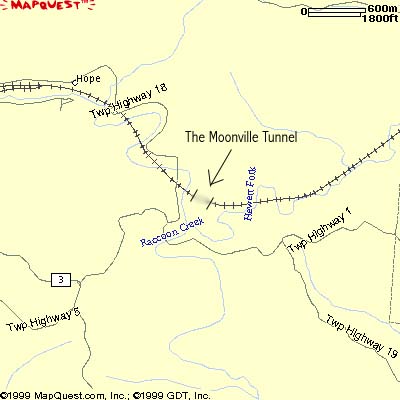 MAPQUEST™
0 600m
1800ft
Hope
Twp Highway 18
The Moonville Tunnel
Hewett Fork
Raccoon Creek
Twp Highway 1
3
Twp Highway 5
Twp Highway 19
©1999 MapQuest.com, Inc.; ©1999 GDT, Inc.